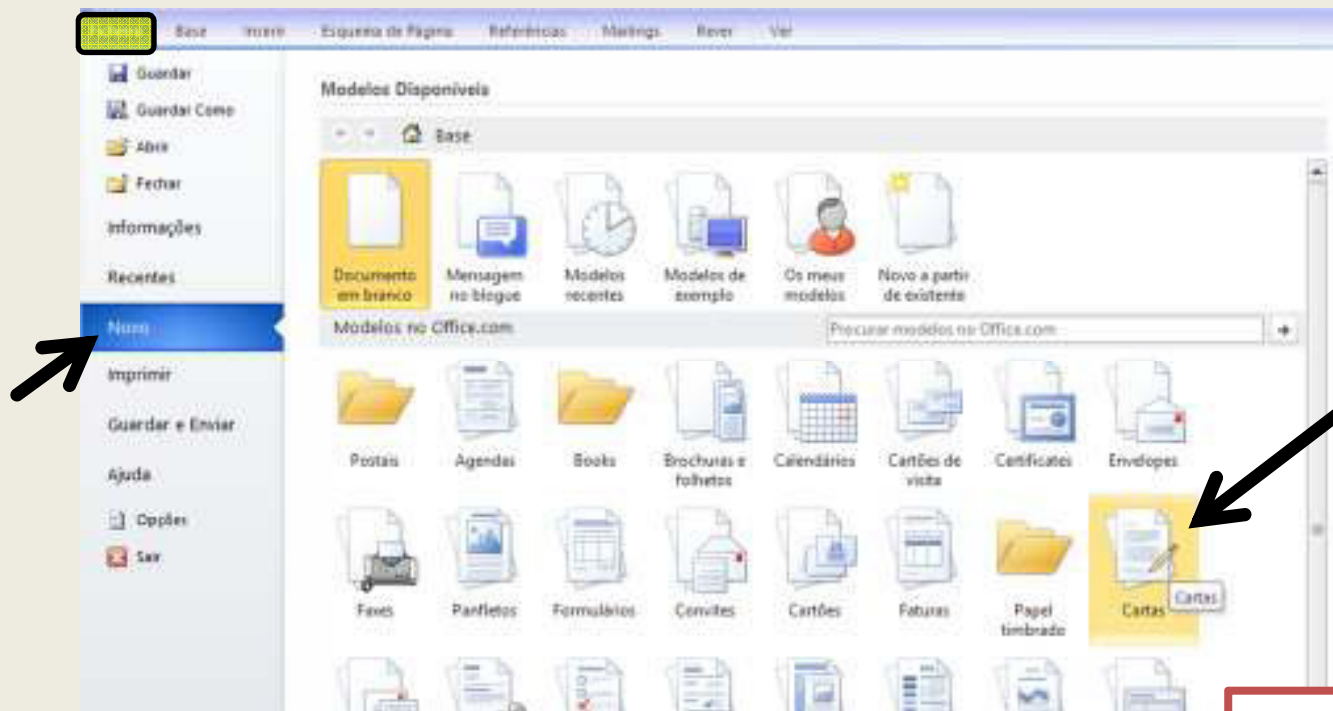 Base Inserir Esquema de Página Referências Mailings Rever Ver
Guardar
Guardar Como
Abrir
Fechar
Informações
Recentes
Novo
Imprimir
Guardar e Enviar
Ajuda
Opções
Sair
Modelos Disponíveis
Base
Documento em branco
Mensagem no blogue
Modelos recentes
Modelos de exemplo
Os meus modelos
Novo a partir de existente
Modelos no Office.com
Procurar modelos no Office.com
Postais
Agendas
Books
Brochuras e folhetos
Calendários
Cartões de visita
Certificates
Envelopes
Faxes
Panfletos
Formulários
Convites
Cartões
Faturas
Papel timbrado
Cartas
Cartas